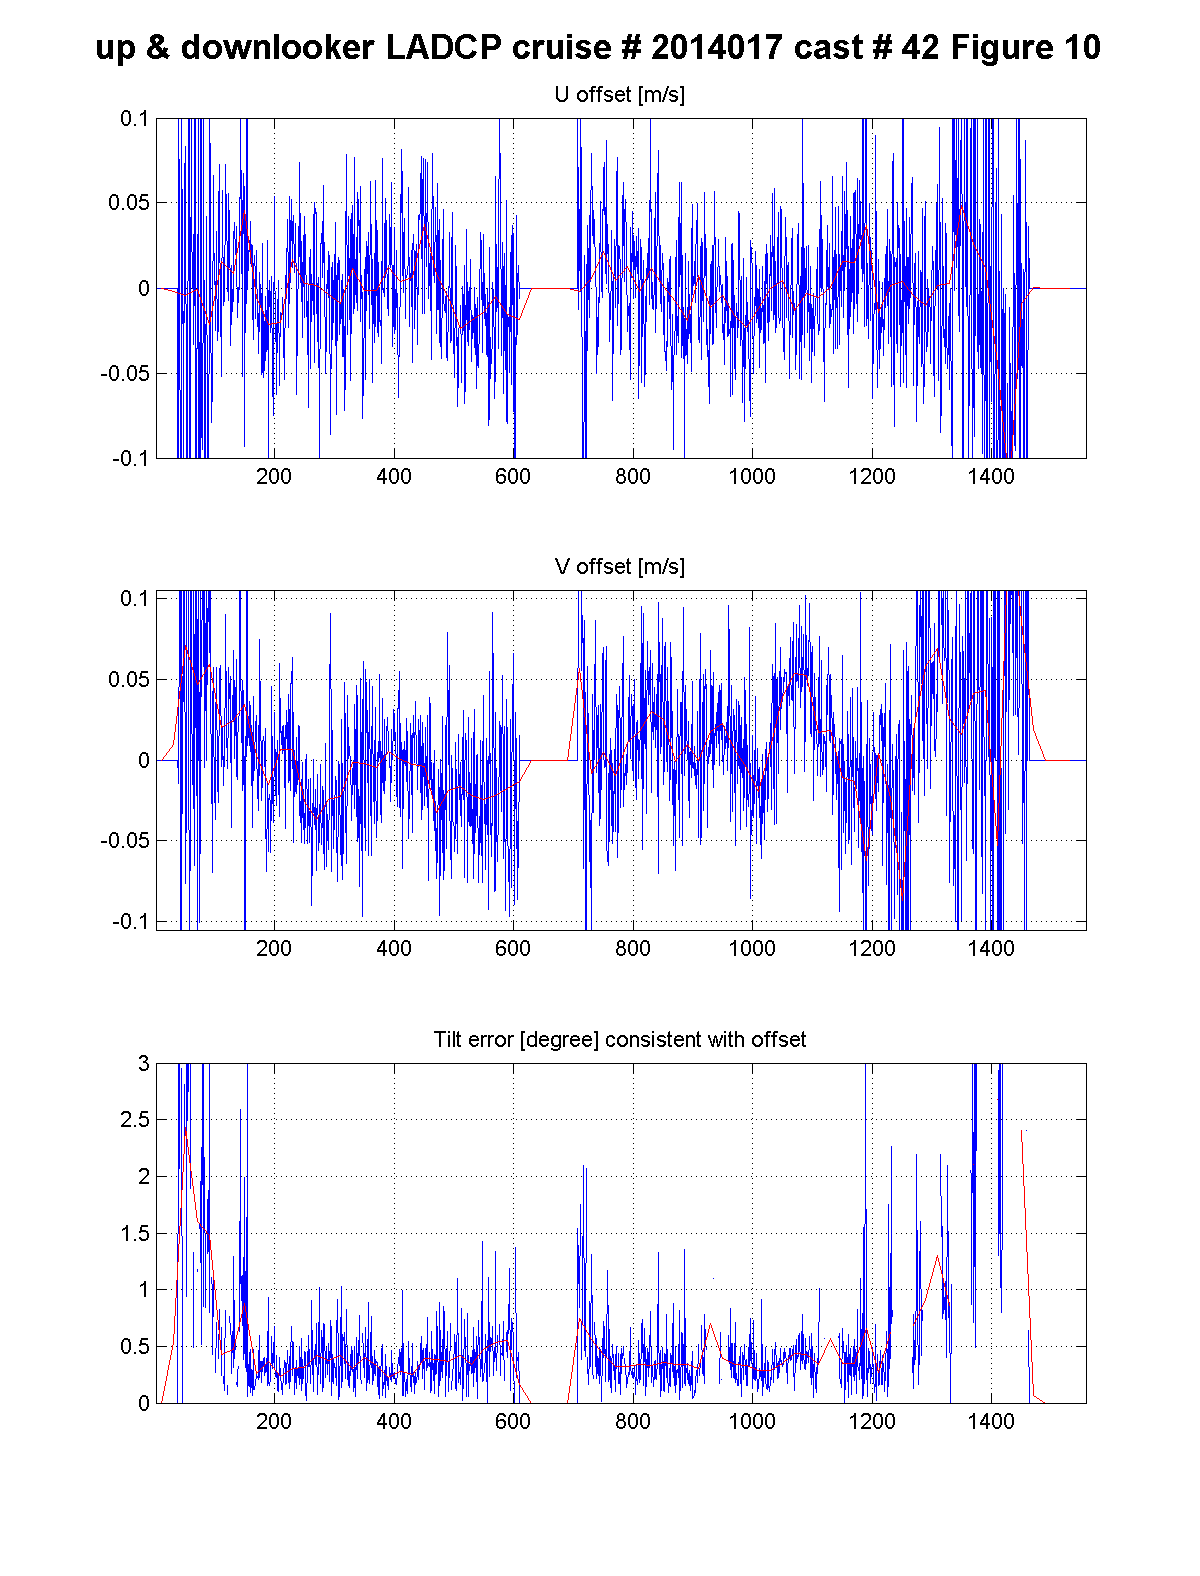 up & downlooker LADCP cruise # 2014017 cast # 42 Figure 10
U offset [m/s]
0.1
0.05
0
-0.05
-0.1
200 400 600 800 1000 1200 1400
V offset [m/s]
0.1
0.05
0
-0.05
-0.1
200 400 600 800 1000 1200 1400
Tilt error [degree] consistent with offset
3
2.5
2
1.5
1
0.5
0
200 400 600 800 1000 1200 1400